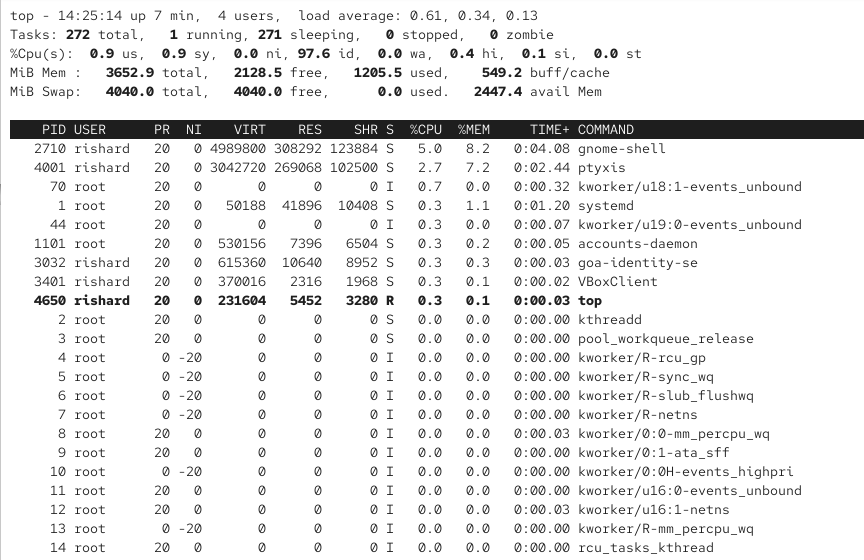 top - 14:25:14 up 7 min,  4 users,  load average: 0.61, 0.34, 0.13
Tasks: 272 total,   1 running, 271 sleeping,   0 stopped,   0 zombie
%Cpu(s):  0.9 us,  0.9 sy,  0.0 ni, 97.6 id,  0.0 wa,  0.4 hi,  0.1 si,  0.0 st
MiB Mem :   3652.9 total,   2128.5 free,   1205.5 used,    549.2 buff/cache
MiB Swap:   4040.0 total,   4040.0 free,      0.0 used.   2447.4 avail Mem
PID USER      PR  NI    VIRT    RES    SHR S  %CPU  %MEM     TIME+ COMMAND
2710 rishard   20   0 4989800 308292 123884 S   5.0   8.2   0:04.08 gnome-shell
4001 rishard   20   0 3042720 269068 102500 S   2.7   7.2   0:02.44 ptyxis
70 root      20   0       0      0      0 I   0.7   0.0   0:00.32 kworker/u18:1-events_unbound
1 root      20   0   50188  41896  10408 S   0.3   1.1   0:01.20 systemd
44 root      20   0       0      0      0 I   0.3   0.0   0:00.07 kworker/u19:0-events_unbound
1101 root      20   0  530156   7396   6504 S   0.3   0.2   0:00.05 accounts-daemon
3032 rishard   20   0  615360  10640   8952 S   0.3   0.3   0:00.03 goa-identity-se
3401 rishard   20   0  370016   2316   1968 S   0.3   0.1   0:00.02 VBoxClient
4650 rishard   20   0  231604   5452   3280 R   0.3   0.1   0:00.03 top
2 root      20   0       0      0      0 S   0.0   0.0   0:00.00 kthreadd
3 root      20   0       0      0      0 S   0.0   0.0   0:00.00 pool_workqueue_release
4 root       0 -20       0      0      0 I   0.0   0.0   0:00.00 kworker/R-rcu_gp
5 root       0 -20       0      0      0 I   0.0   0.0   0:00.00 kworker/R-sync_wq
6 root       0 -20       0      0      0 I   0.0   0.0   0:00.00 kworker/R-slub_flushwq
7 root       0 -20       0      0      0 I   0.0   0.0   0:00.00 kworker/R-netns
8 root      20   0       0      0      0 I   0.0   0.0   0:00.03 kworker/0:0-mm_percpu_wq
9 root      20   0       0      0      0 I   0.0   0.0   0:00.00 kworker/0:1-ata_sff
10 root       0 -20       0      0      0 I   0.0   0.0   0:00.00 kworker/0:0H-events_highpri
11 root      20   0       0      0      0 I   0.0   0.0   0:00.00 kworker/u16:0-events_unbound
12 root      20   0       0      0      0 I   0.0   0.0   0:00.03 kworker/u16:1-netns
13 root       0 -20       0      0      0 I   0.0   0.0   0:00.00 kworker/R-mm_percpu_wq
14 root      20   0       0      0      0 I   0.0   0.0   0:00.00 rcu_tasks_kthread